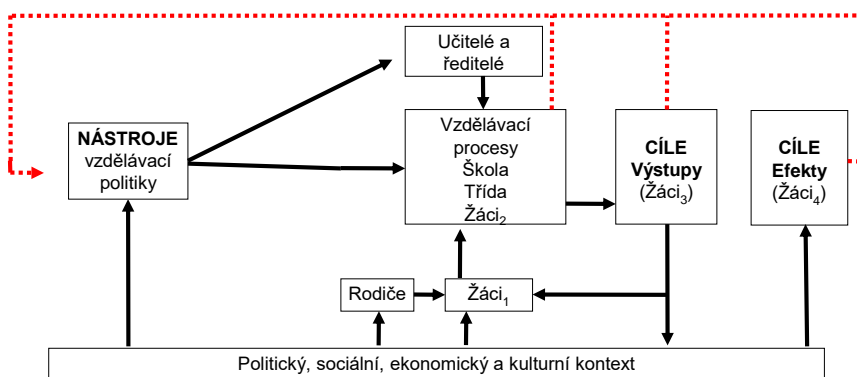 Učitelé a
ředitelé
NÁSTROJE
vzdělávací
politiky
Vzdělávací
procesy
Škola
Třída
Žáci₂
CÍLE
Výstupy
(Žáci₃)
CÍLE
Efekty
(Žáci₄)
Rodiče
Žáci₁
Politický, sociální, ekonomický a kulturní kontext